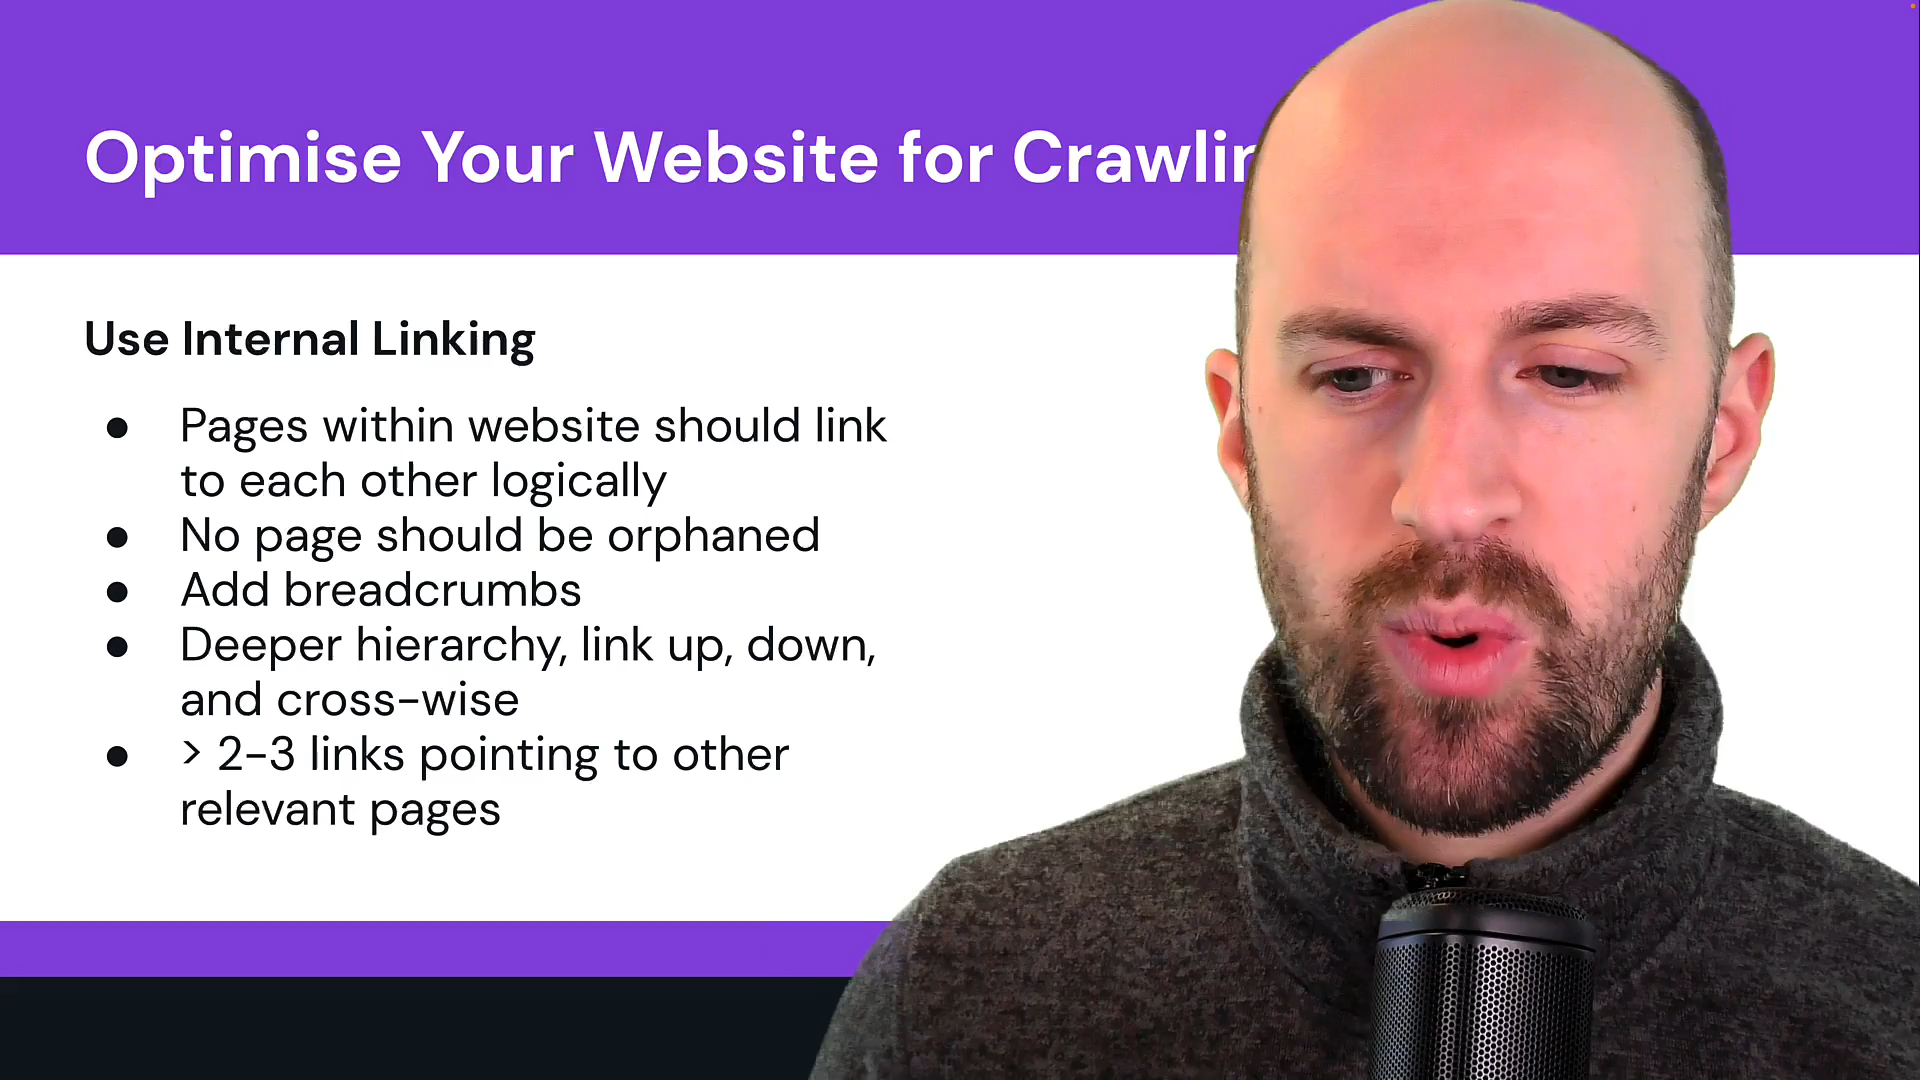 Optimise Your Website for
Use Internal Linking
● Pages within website should link
to each other logically
● No page should be orphaned
● Add breadcrumbs
● Deeper hierarchy, link up, down,
and cross-wise
● > 2-3 links pointing to other
relevant pages